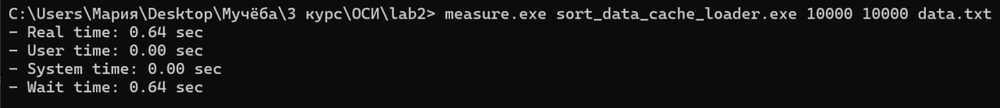 C:\Users\Мария\Desktop\Мучёба\3 курс\ОСИ\lab2> measure.exe sort_data_cache_loader.exe 10000 10000 data.txt
- Real time: 0.64 sec
- User time: 0.00 sec
- System time: 0.00 sec
- Wait time: 0.64 sec